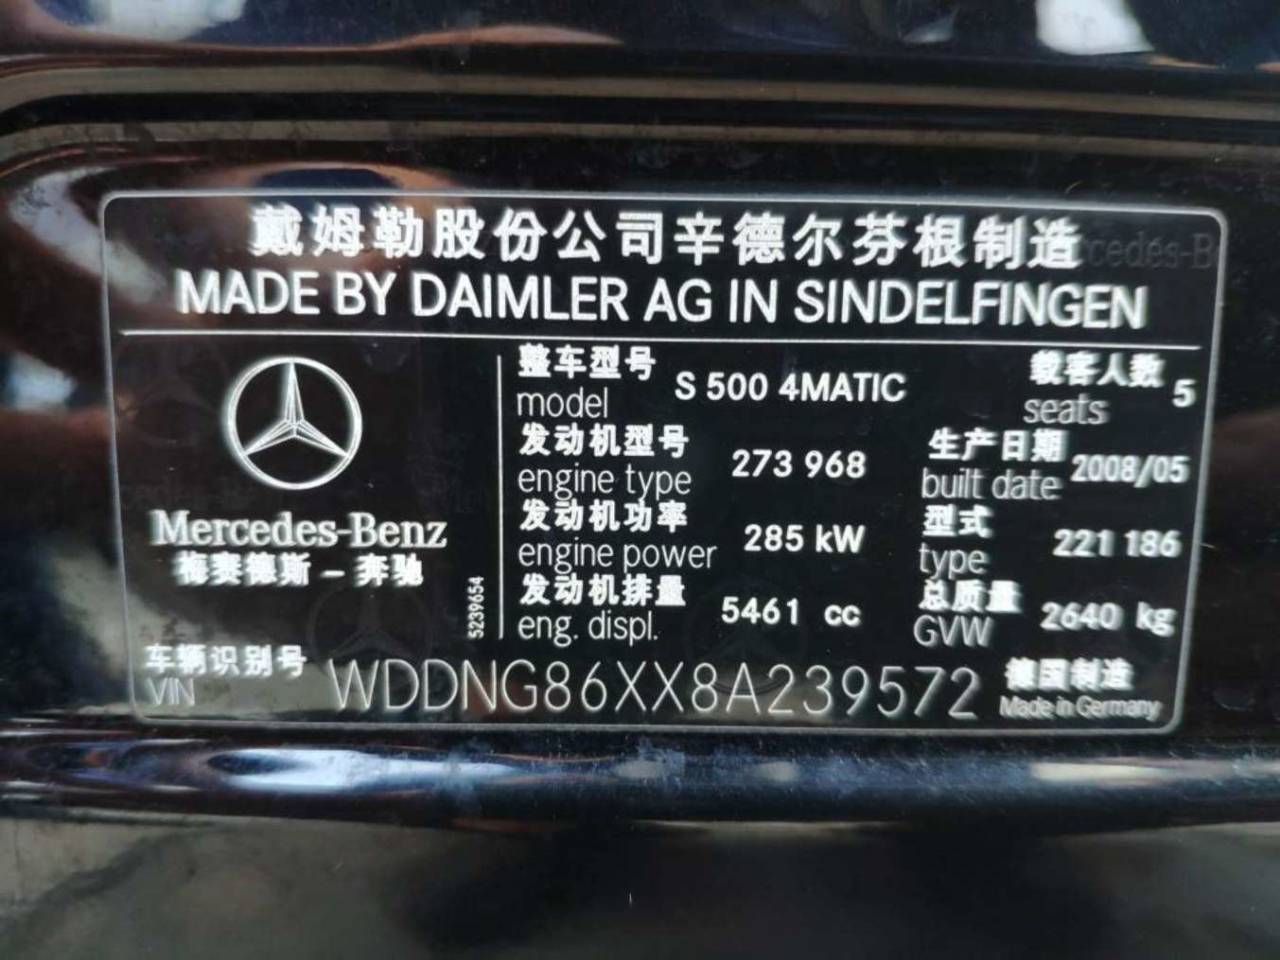 戴姆勒股份公司辛德尔芬根制造
MADE BY DAIMLER AG IN SINDELFINGEN
整车型号 S 500 4MATIC 载客人数 5
model seats
发动机型号 273 968 生产日期 2008/05
engine type built date
发动机功率 285 kW 型式 221 186
engine power type
发动机排量 5461 cc 总质量 2640 kg
eng. displ. GVW
Mercedes-Benz
梅赛德斯－奔驰
5239654
车辆识别号 WDDNG86XX8A239572 德国制造
VIN Made in Germany